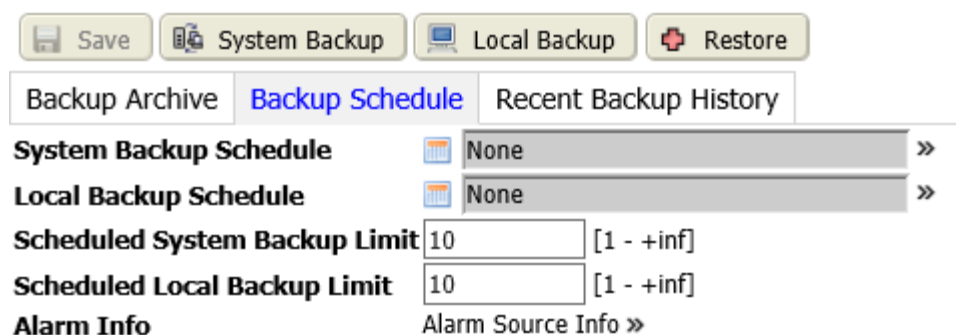 Save System Backup Local Backup Restore
Backup Archive Backup Schedule Recent Backup History
System Backup Schedule None »
Local Backup Schedule None »
Scheduled System Backup Limit 10 [1 - +inf]
Scheduled Local Backup Limit 10 [1 - +inf]
Alarm Info Alarm Source Info »